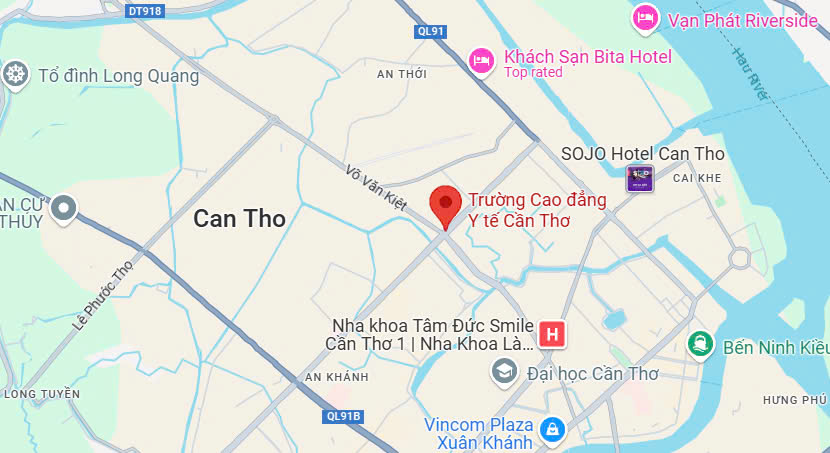 DT918
QL91
Vạn Phát Riverside
Khách Sạn Bita Hotel
Top rated
AN THỚI
Tổ đình Long Quang
Hau River
SOJO Hotel Can Tho
CAI KHE
Võ Văn Kiệt
Trường Cao đẳng
Y tế Cần Thơ
AN CƯ
THÙY
Can Tho
Lê Phước Thọ
Nha khoa Tâm Đức Smile
Cần Thơ 1 | Nha Khoa Là...
H
Bến Ninh Kiều
Đại học Cần Thơ
AN KHÁNH
LONG TUYỀN
HƯNG PHÚ
QL91B
Vincom Plaza
Xuân Khánh